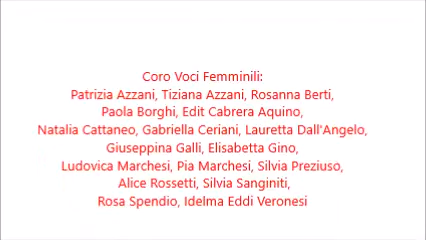 Coro Voci Femminili:
Patrizia Azzani, Tiziana Azzani, Rosanna Berti,
Paola Borghi, Edit Cabrera Aquino,
Natalia Cattaneo, Gabriella Ceriani, Lauretta Dall'Angelo,
Giuseppina Galli, Elisabetta Gino,
Ludovica Marchesi, Pia Marchesi, Silvia Preziuso,
Alice Rossetti, Silvia Sanginiti,
Rosa Spendio, Idelma Eddi Veronesi